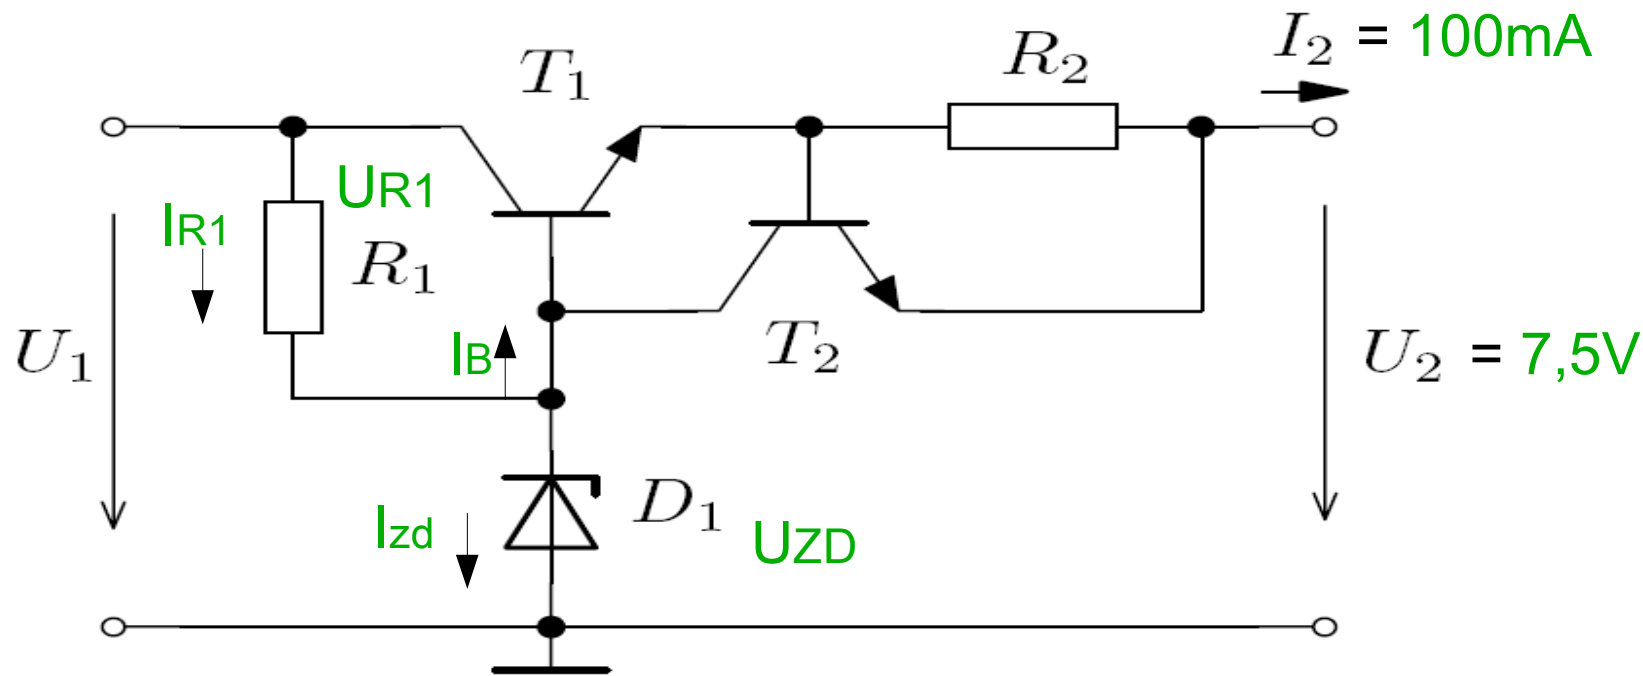 I₂ = 100mA
T₁
R₂
UR1
IR1
R₁
U₁
IB
T₂
U₂ = 7,5V
Izd
D₁
UZD